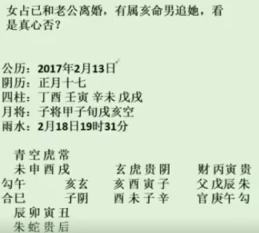 女占已和老公离婚，有属亥命男追她，看
是真心否？
公历：2017年2月13日
阴历：正月十七
四柱：丁酉 壬寅 辛未 戊戌
月将：子将甲子旬戌亥空
雨水：2月18日19时31分
青空虎常
未申酉戌 玄虎贵阴 财丙寅贵
勾午 亥玄 亥酉寅子 父戊辰朱
合巳 子阴 酉未子辛 官庚午勾
辰卯寅丑
朱蛇贵后